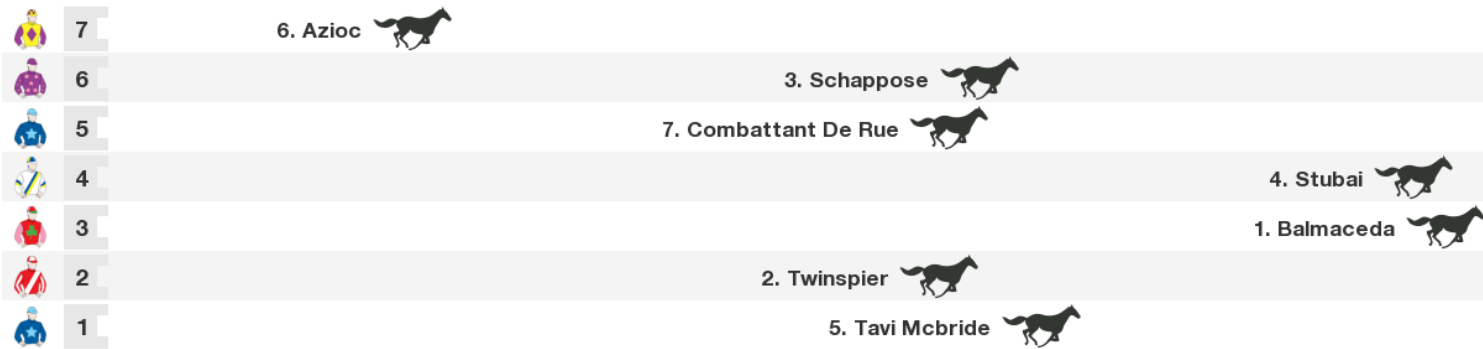 7 6. Azioc
6 3. Schappose
5 7. Combattant De Rue
4 4. Stubai
3 1. Balmaceda
2 2. Twinspier
1 5. Tavi Mcbride